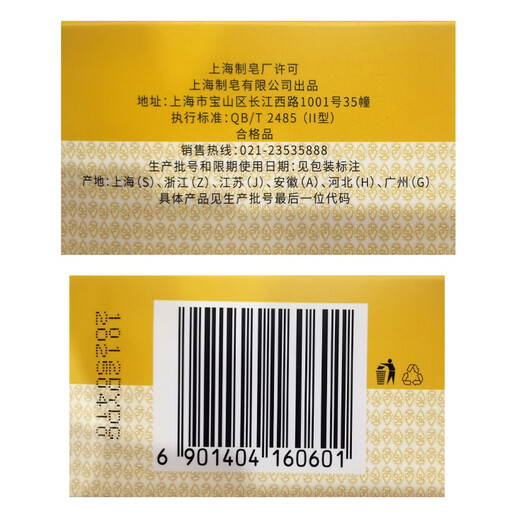 上海制皂厂许可
上海制皂有限公司出品
地址:上海市宝山区长江西路1001号35幢
执行标准:QB/T 2485（II型）
合格品
销售热线:021-23535888
生产批号和限期使用日期:见包装标注
产地:上海(S)、浙江(Z)、江苏(J)、安徽(A)、河北(H)、广州(G)
具体产品见生产批号最后一位代码
6 901404 160601